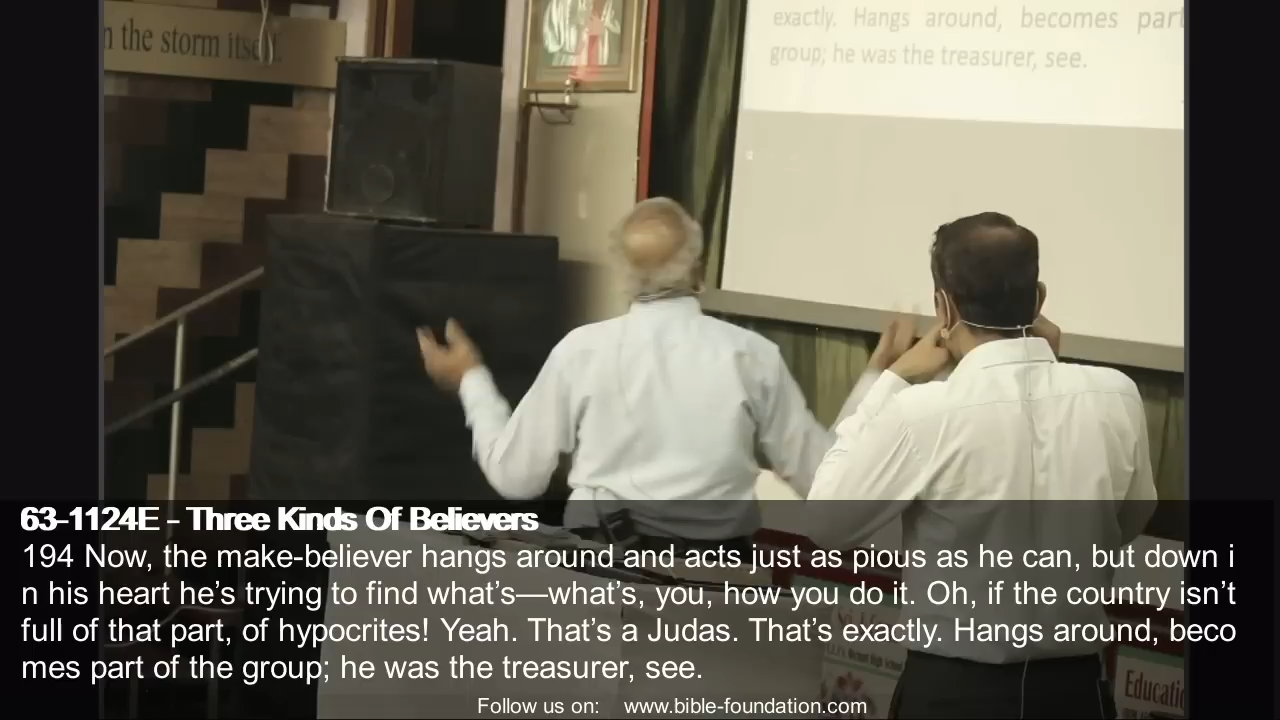 n the storm itself.
exactly. Hangs around, becomes part
group; he was the treasurer, see.
63-1124E - Three Kinds Of Believers
194 Now, the make-believer hangs around and acts just as pious as he can, but down i
n his heart he’s trying to find what’s—what’s, you, how you do it. Oh, if the country isn’t
full of that part, of hypocrites! Yeah. That’s a Judas. That’s exactly. Hangs around, beco
mes part of the group; he was the treasurer, see.
Educatio
Follow us on: www.bible-foundation.com